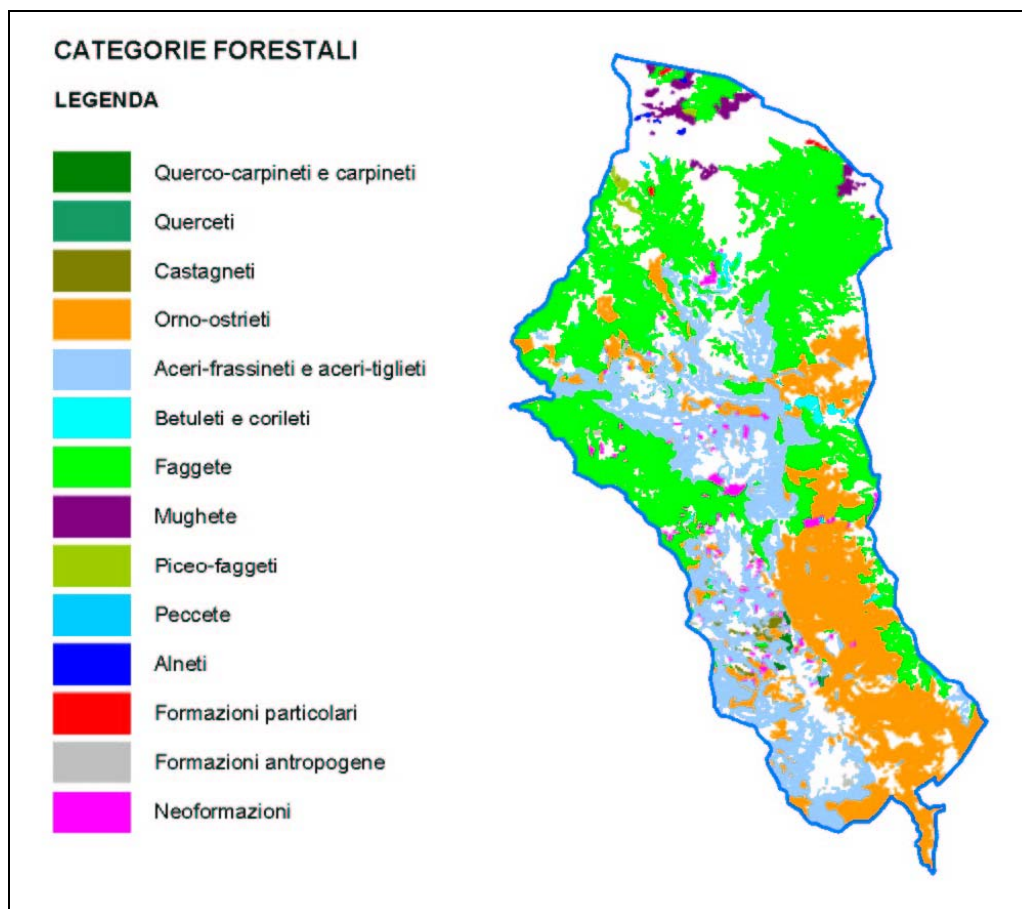 CATEGORIE FORESTALI
LEGENDA
Querco-carpineti e carpineti
Querceti
Castagneti
Orno-ostrieti
Aceri-frassineti e aceri-tiglieti
Betuleti e corileti
Faggete
Mughete
Piceo-faggeti
Peccete
Alneti
Formazioni particolari
Formazioni antropogene
Neoformazioni